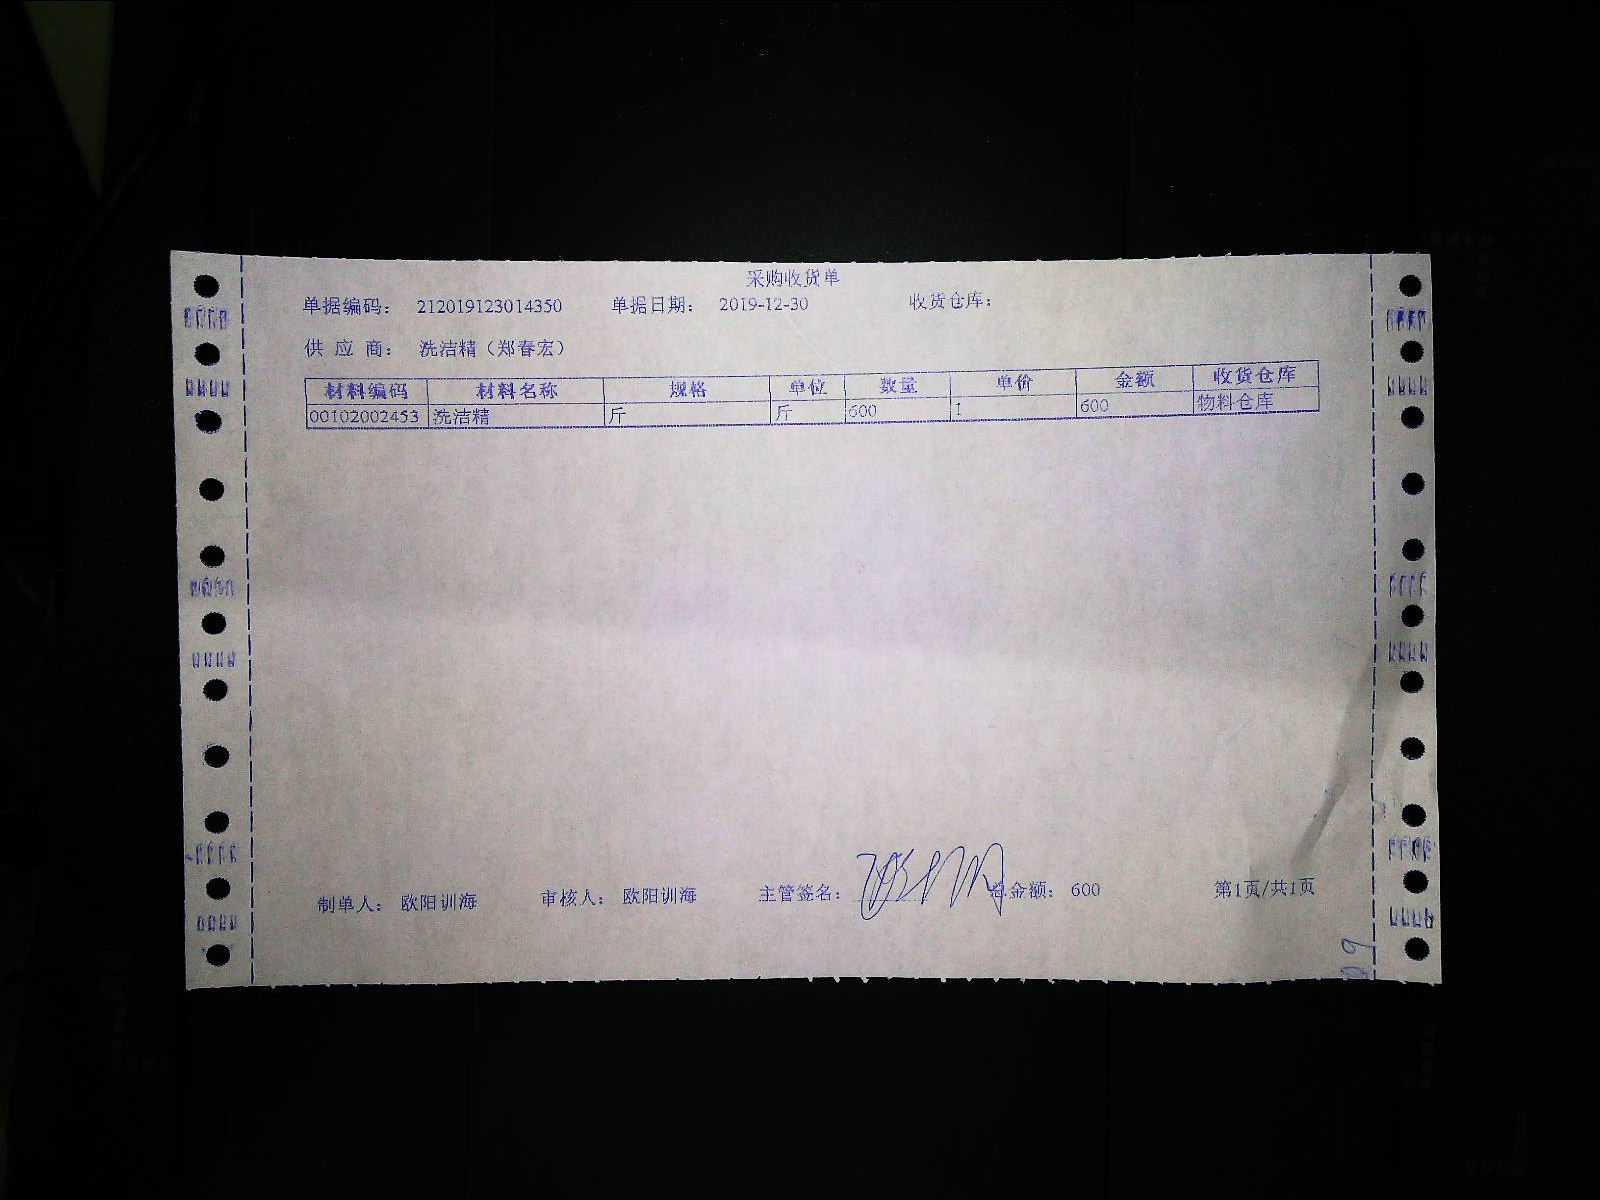 采购收货单
单据编码： 212019123014350 单据日期： 2019-12-30 收货仓库：
供 应 商： 洗洁精（郑春宏）
材料编码 材料名称 规格 单位 数量 单价 金额 收货仓库
00102002453 洗洁精 斤 斤 600 1 600 物料仓库
制单人： 欧阳训海 审核人： 欧阳训海 主管签名： 总金额： 600 第1页/共1页